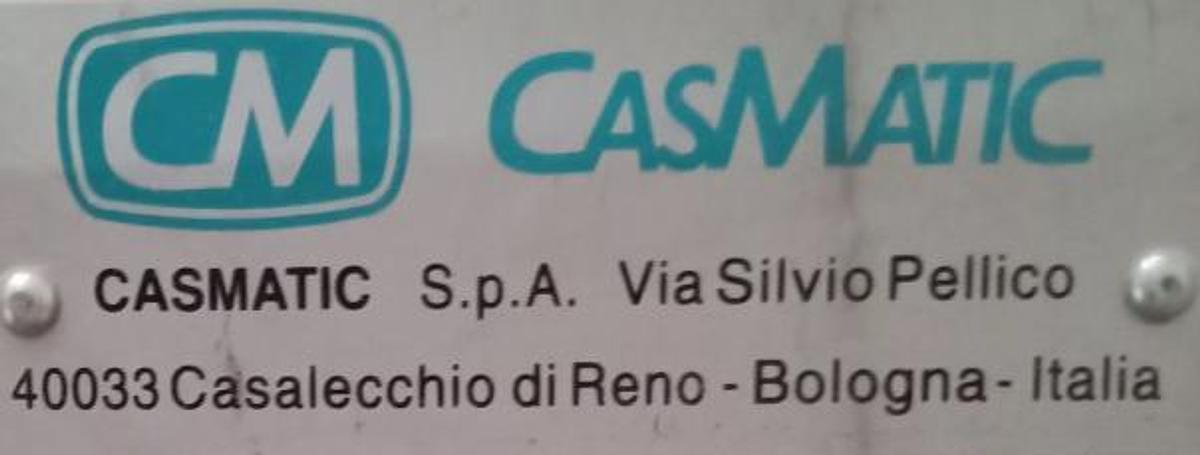 CM CASMATIC
CASMATIC S.p.A. Via Silvio Pellico
40033 Casalecchio di Reno - Bologna - Italia